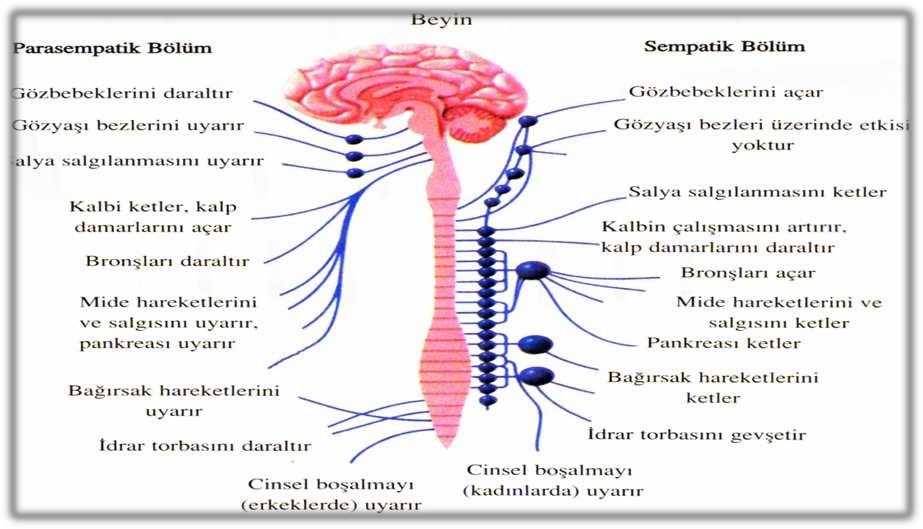 Beyin
Parasempatik Bölüm
Gözbebeklerini daraltır
Gözyaşı bezlerini uyarır
salya salgılanmasını uyarır
Kalbi ketler, kalp
damarlarını açar
Bronşları daraltır
Mide hareketlerini
ve salgısını uyarır,
pankreası uyarır
Bağırsak hareketlerini
uyarır
İdrar torbasını daraltır
Cinsel boşalmayı
(erkeklerde) uyarır
Sempatik Bölüm
Gözbebeklerini açar
Gözyaşı bezleri üzerinde etkisi
yoktur
Salya salgılanmasını ketler
Kalbin çalışmasını artırır,
kalp damarlarını daraltır
Bronşları açar
Mide hareketlerini ve
salgısını ketler
Pankreası ketler
Bağırsak hareketlerini
ketler
İdrar torbasını gevşetir
Cinsel boşalmayı
(kadınlarda) uyarır